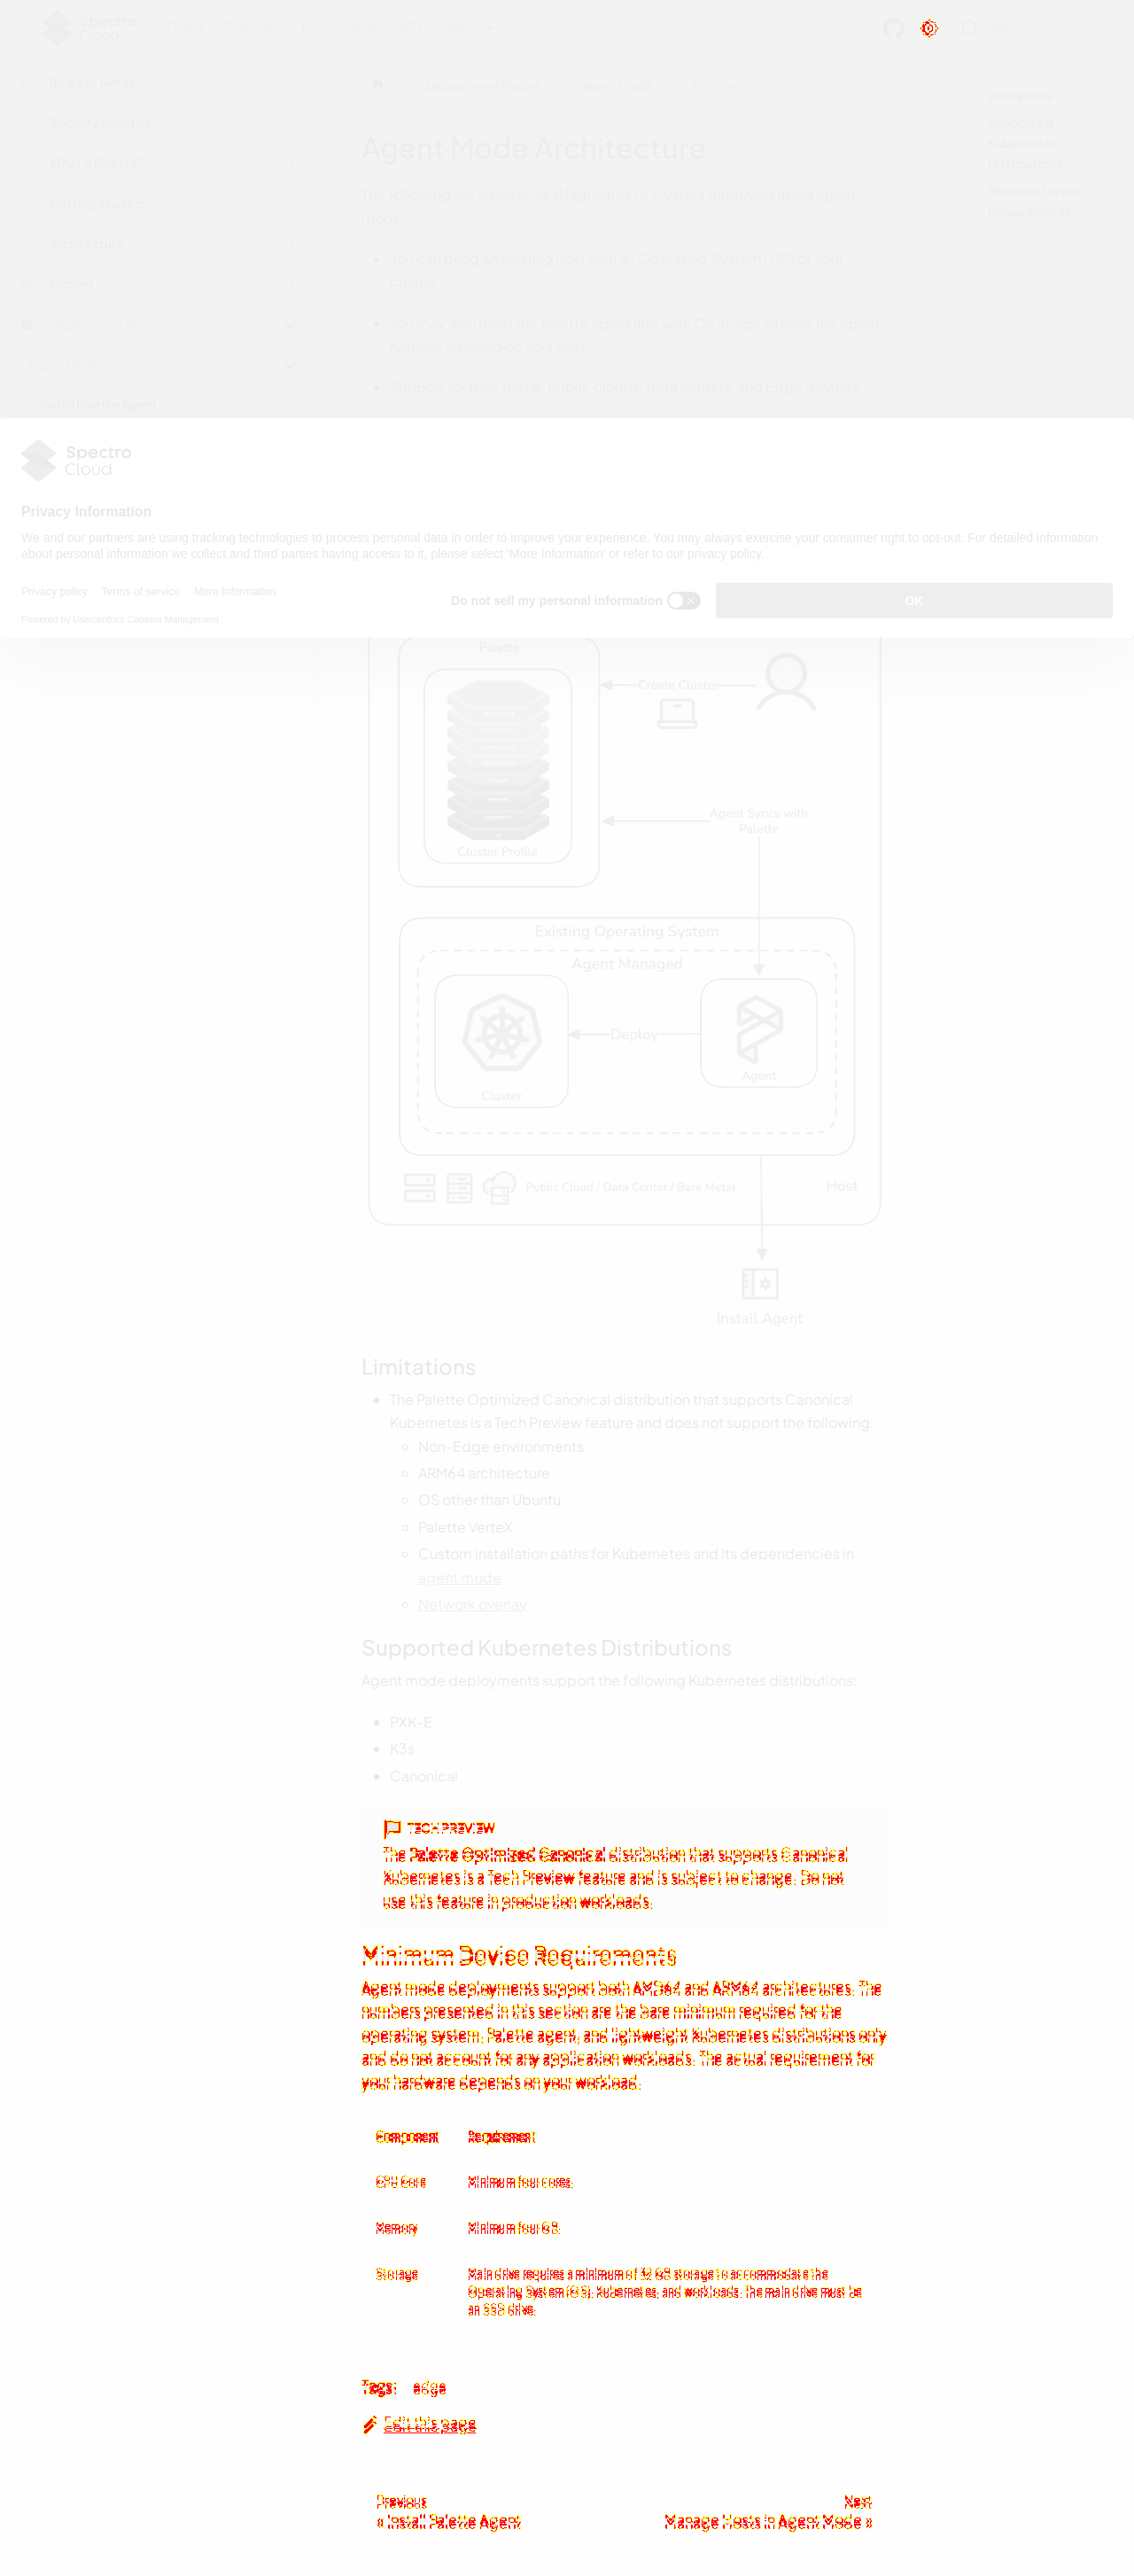 Spectro
Cloud
Docs Tutorials Downloads API latest
Search
Release Notes
Security Bulletins
What is Palette?
Getting Started
Architecture
Profiles
Deployment Modes
Agent Mode
Install Palette Agent
Deployment Modes Agent Mode Architecture
Agent Mode Architecture
The following are architectural highlights of clusters deployed using agent
mode.
You can bring an existing host with an Operating System (OS) of your
choice.
You may also build the Palette agent into your OS image to have the agent
natively installed on your host.
Support for bare metal, public clouds, data centers, and Edge devices.
Limitations
Supported
Kubernetes
Distributions
Minimum Device
Requirements
Spectro
Cloud
Privacy Information
We and our partners are using tracking technologies to process personal data in order to improve your experience. You may always exercise your consumer right to opt-out. For detailed information
about personal information we collect and third parties having access to it, please select 'More Information' or refer to our privacy policy.
Privacy policy Terms of service More Information
Do not sell my personal information
OK
Powered by Usercentrics Consent Management
Palette
Create Cluster
Agent Syncs with
Palette
Cluster Profile
Existing Operating System
Agent Managed
Deploy
Agent
Cluster
Public Cloud / Data Center / Bare Metal
Host
Install Agent
Limitations
The Palette Optimized Canonical distribution that supports Canonical
Kubernetes is a Tech Preview feature and does not support the following:
Non-Edge environments
ARM64 architecture
OS other than Ubuntu
Palette VerteX
Custom installation paths for Kubernetes and its dependencies in
agent mode
Network overlay
Supported Kubernetes Distributions
Agent mode deployments support the following Kubernetes distributions:
PXK-E
K3s
Canonical
TECH PREVIEW
The Palette Optimized Canonical distribution that supports Canonical
Kubernetes is a Tech Preview feature and is subject to change. Do not
use this feature in production workloads.
Minimum Device Requirements
Agent mode deployments support both AMD64 and ARM64 architectures. The
numbers presented in this section are the bare minimum required for the
operating system, Palette agent, and lightweight Kubernetes distributions only
and do not account for any application workloads. The actual requirement for
your hardware depends on your workload.
Component Requirement
CPU Core Minimum four cores.
Memory Minimum four GB.
Storage Main drive requires a minimum of 32 GB storage to accommodate the
Operating System (OS), Kubernetes, and workloads. The main drive must be
an SSD drive.
Tags: edge
Edit this page
Previous
« Install Palette Agent
Next
Manage Hosts in Agent Mode »